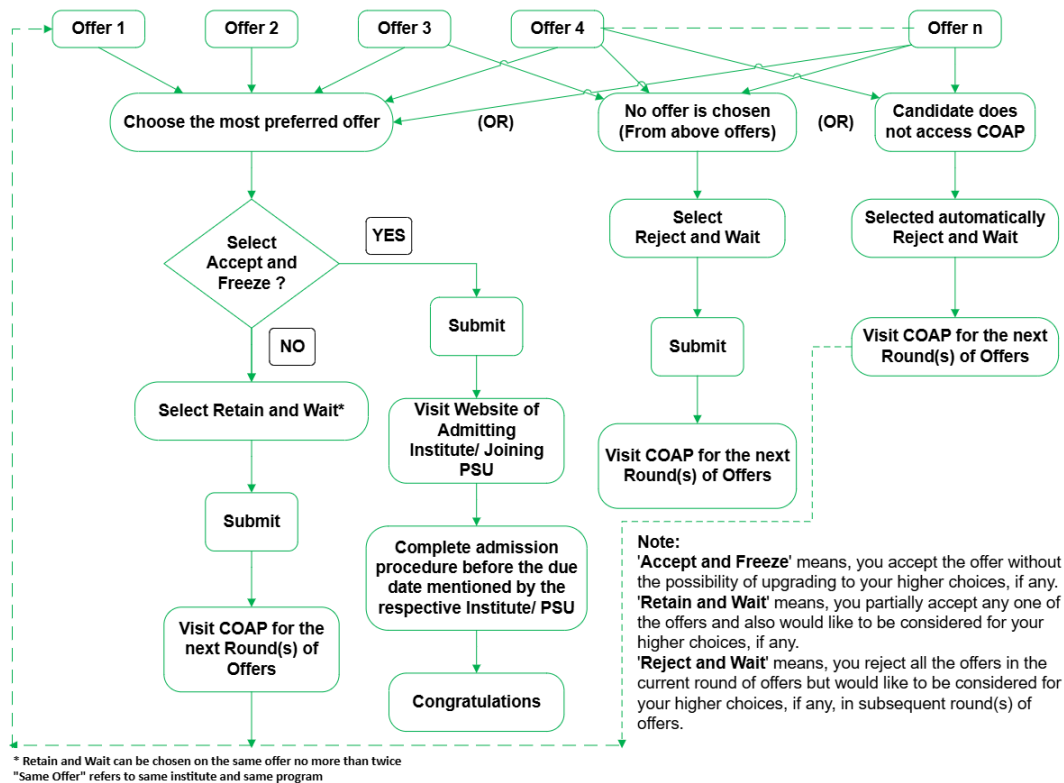 Offer 1
Offer 2
Offer 3
Offer 4
Offer n
Choose the most preferred offer
(OR)
No offer is chosen
(From above offers)
(OR)
Candidate does
not access COAP
Select
Accept and
Freeze ?
YES
NO
Select
Reject and Wait
Selected automatically
Reject and Wait
Submit
Submit
Visit COAP for the next
Round(s) of Offers
Select Retain and Wait*
Visit Website of
Admitting
Institute/ Joining
PSU
Visit COAP for the next
Round(s) of Offers
Submit
Complete admission
procedure before the due
date mentioned by the
respective Institute/ PSU
Visit COAP for the
next Round(s) of
Offers
Congratulations
Note:
'Accept and Freeze' means, you accept the offer without
the possibility of upgrading to your higher choices, if any.
'Retain and Wait' means, you partially accept any one of
the offers and also would like to be considered for your
higher choices, if any.
'Reject and Wait' means, you reject all the offers in the
current round of offers but would like to be considered for
your higher choices, if any, in subsequent round(s) of
offers.
* Retain and Wait can be chosen on the same offer no more than twice
"Same Offer" refers to same institute and same program